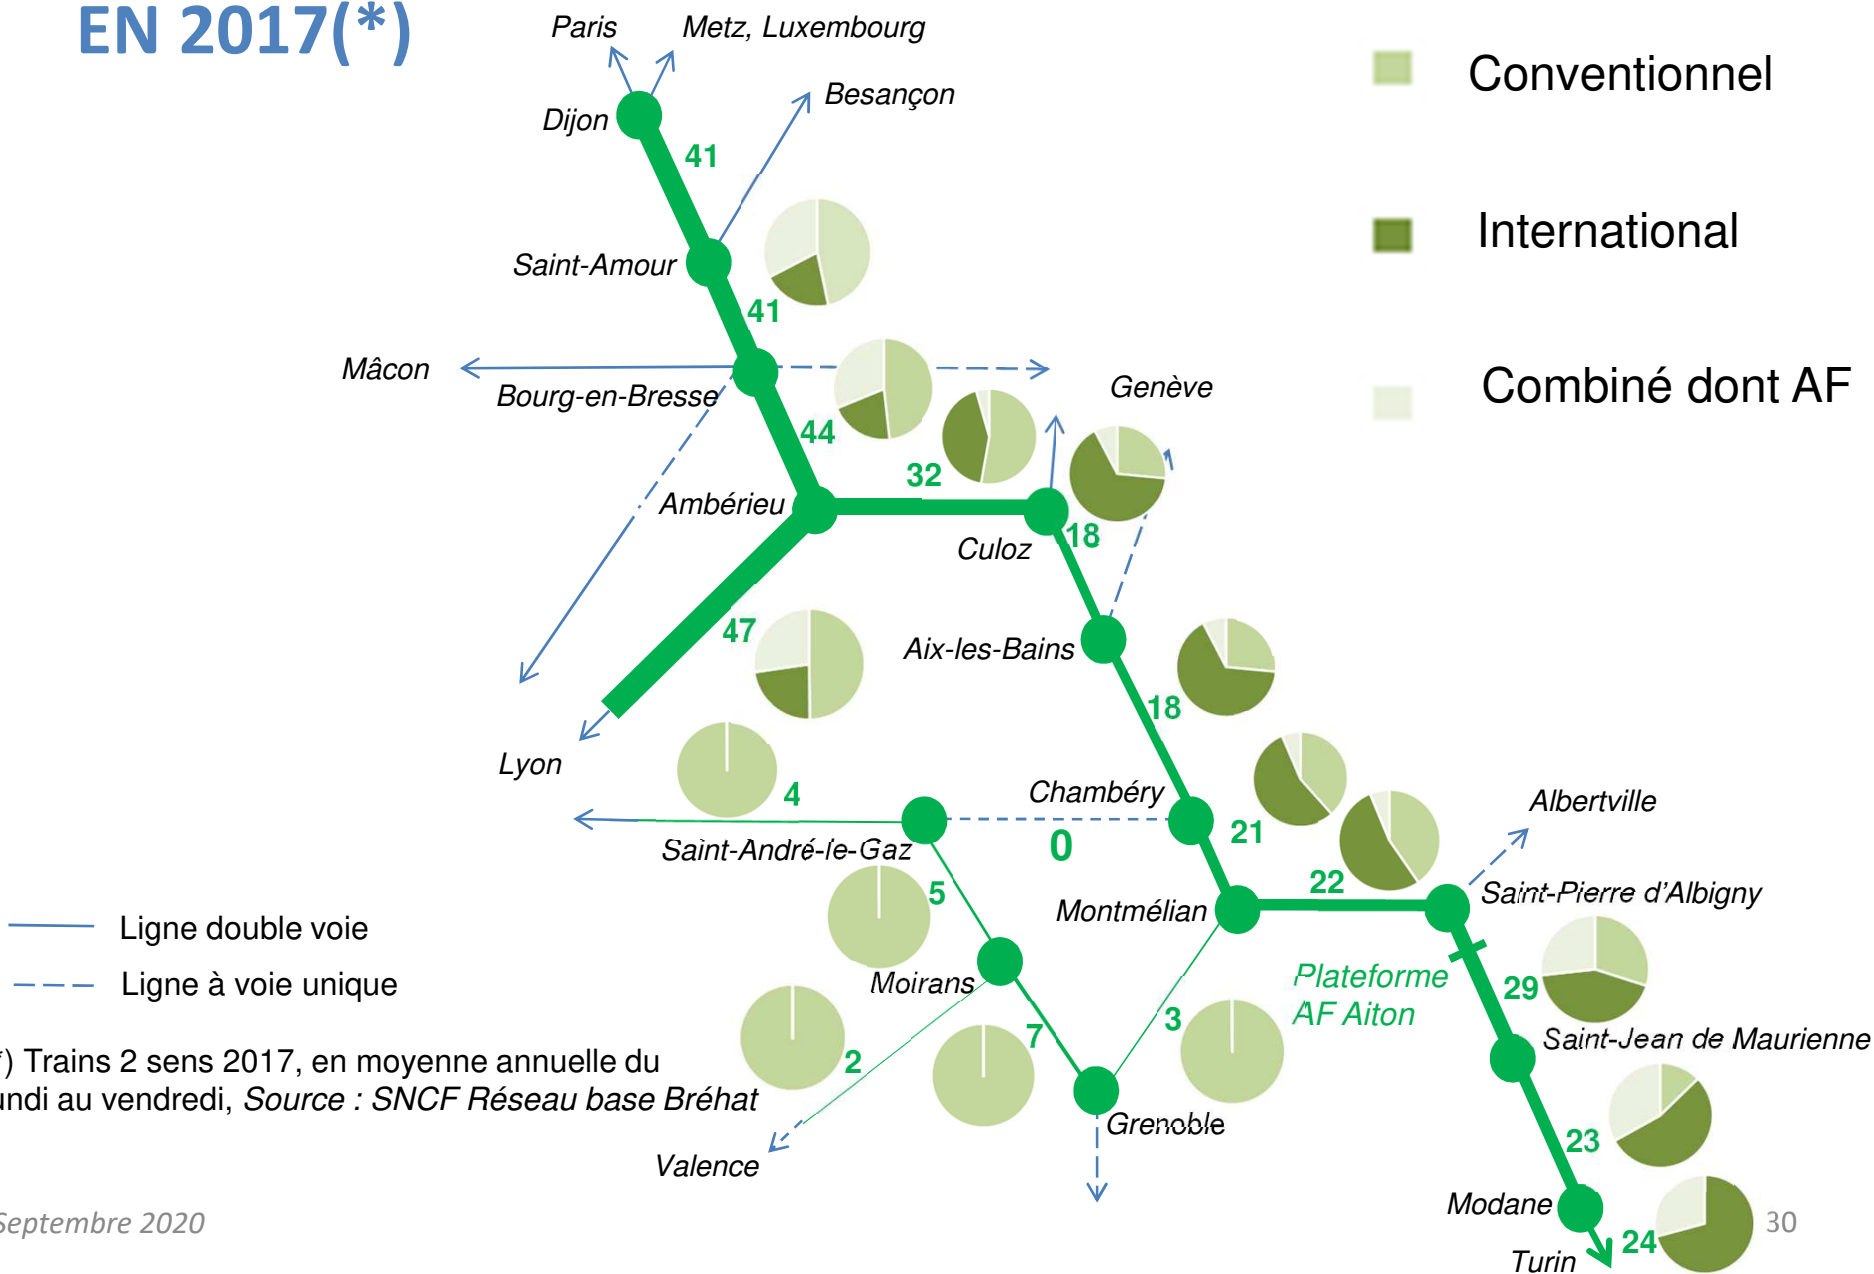 EN 2017(*)
Paris
Metz, Luxembourg
Besançon
Dijon
41
Conventionnel
International
Combiné dont AF
Saint-Amour
41
Mâcon
Bourg-en-Bresse
44
Genève
32
Ambérieu
18
Culoz
47
Aix-les-Bains
18
Lyon
4
Chambéry
Albertville
0
21
Saint-André-le-Gaz
5
22
Saint-Pierre d'Albigny
Montmélian
Ligne double voie
Ligne à voie unique
Moirans
Plateforme
AF Aiton
29
3
7
Saint-Jean de Maurienne
2
*) Trains 2 sens 2017, en moyenne annuelle du
undi au vendredi, Source : SNCF Réseau base Bréhat
Grenoble
23
Valence
Modane
24
Turin
Septembre 2020
30